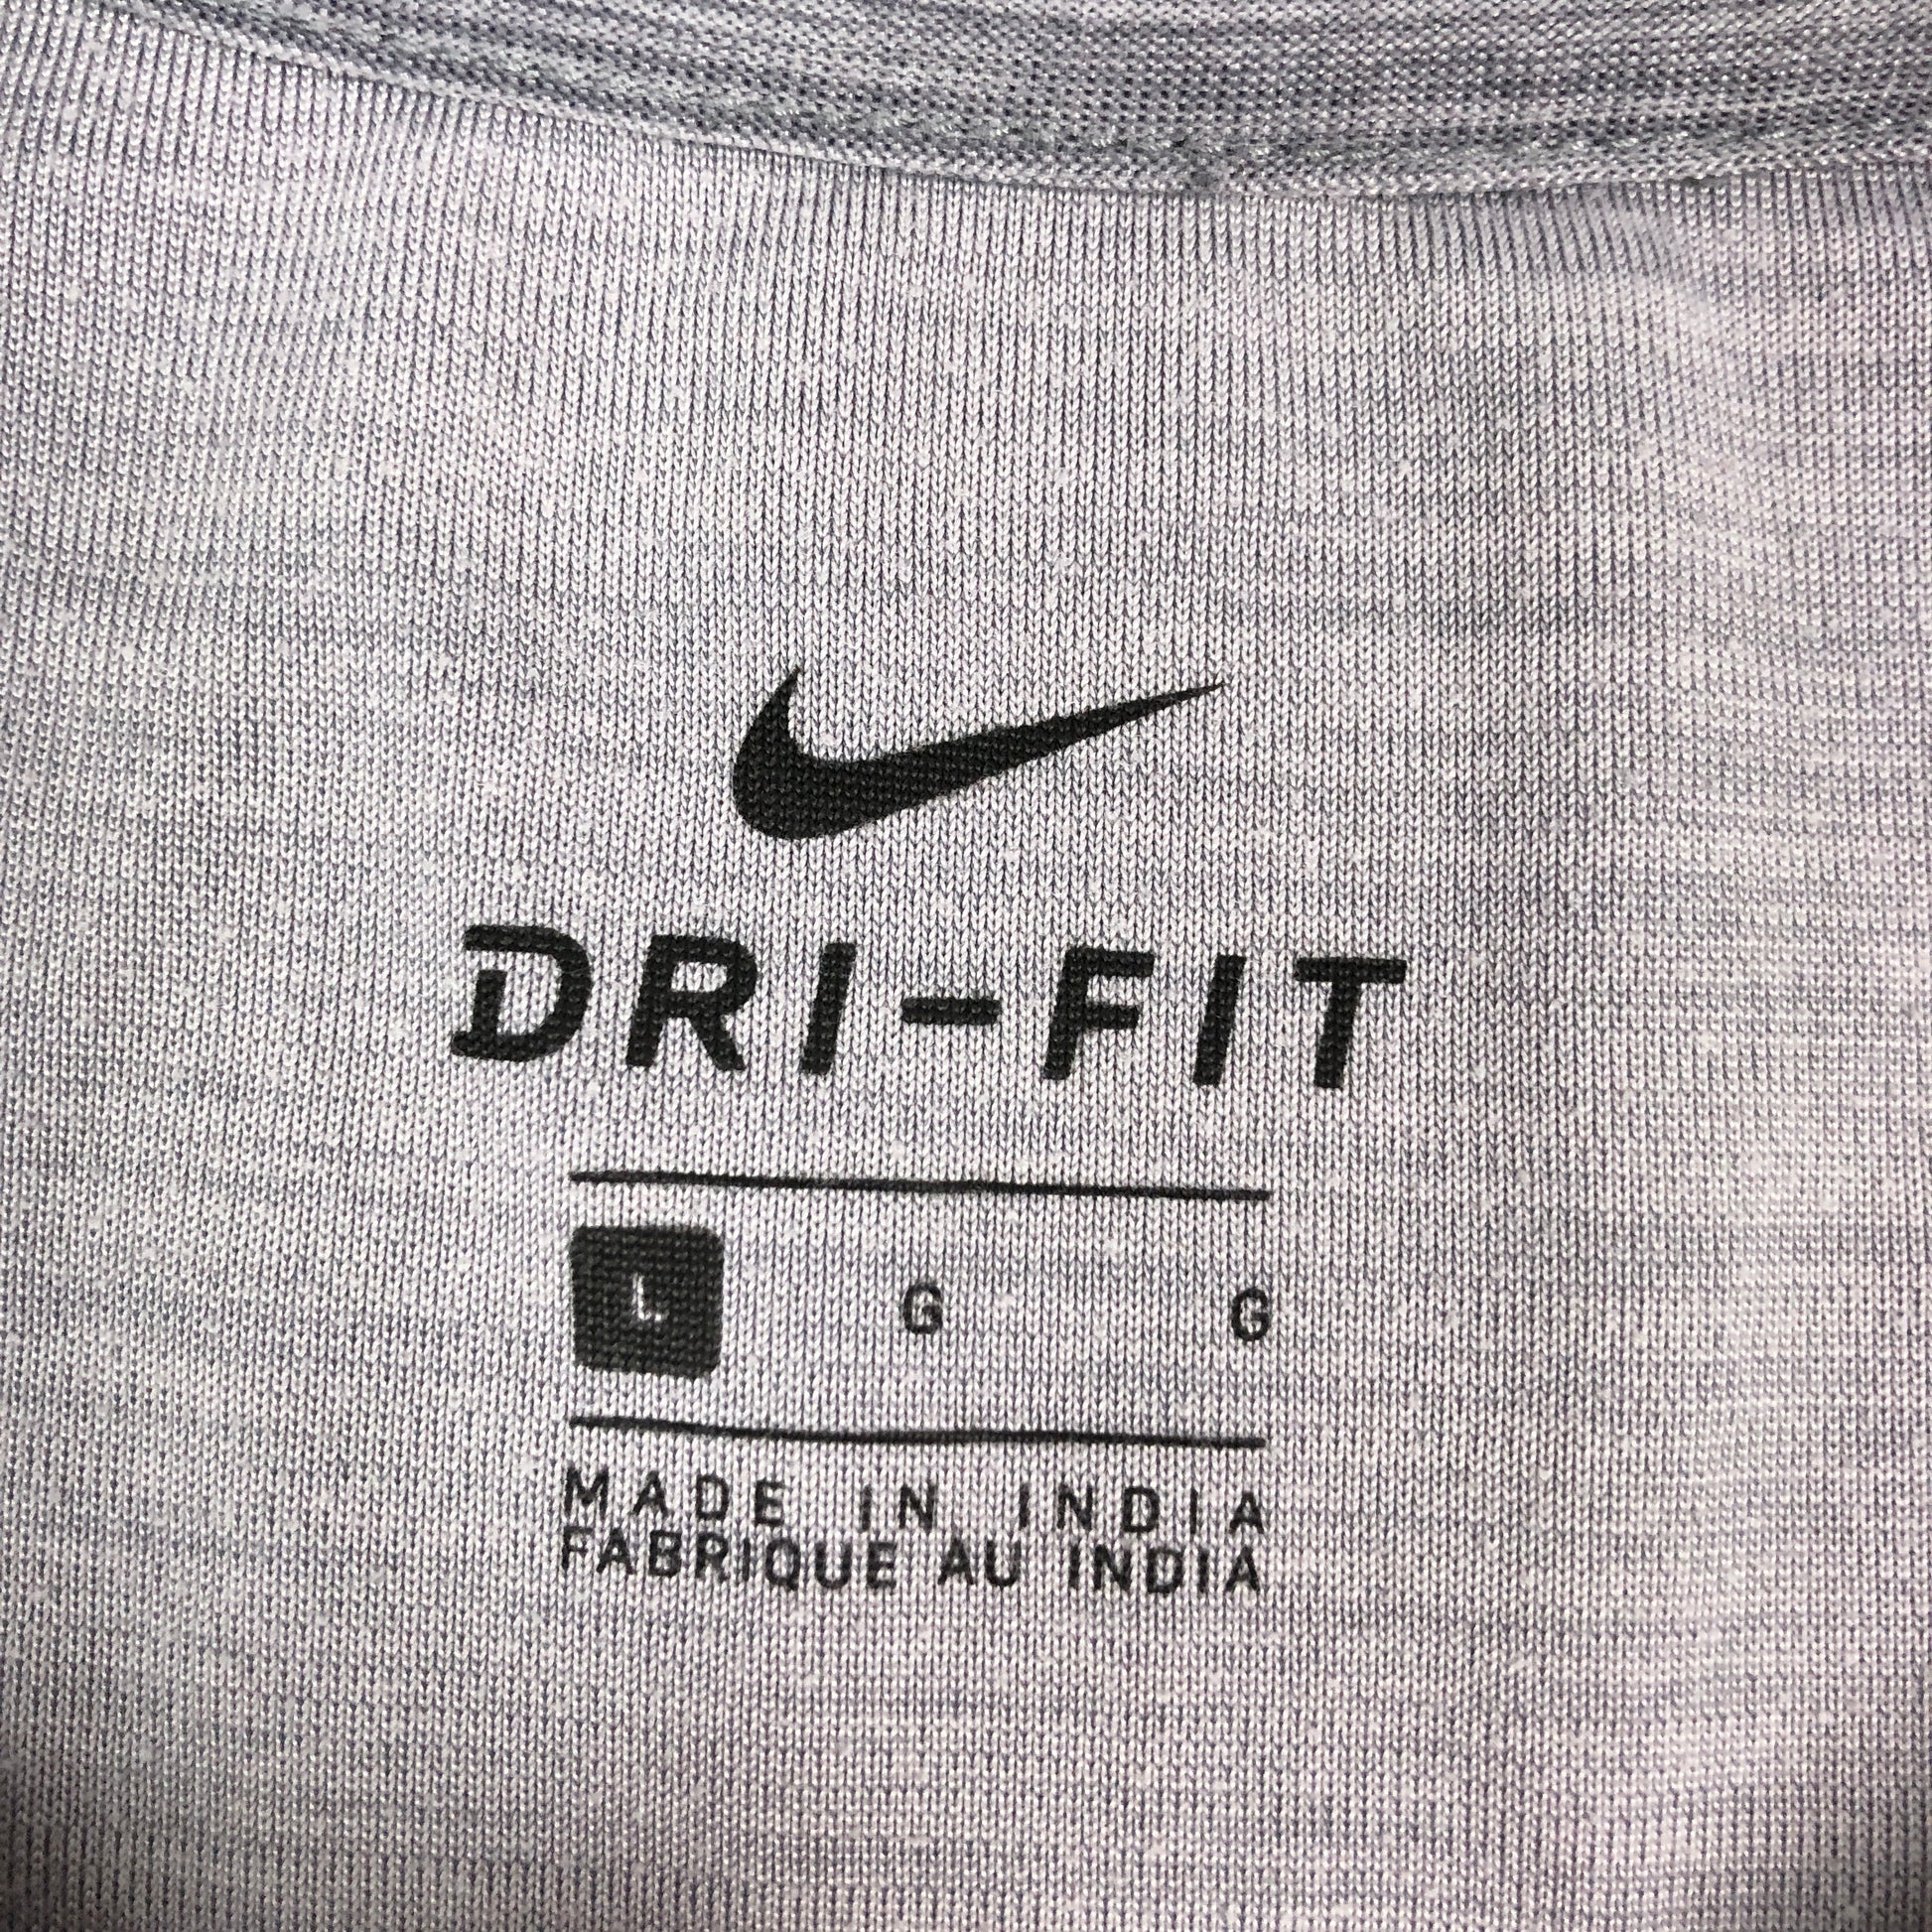 DRI-FIT
L G G
MADE IN INDIA
FABRIQUE AU INDIA